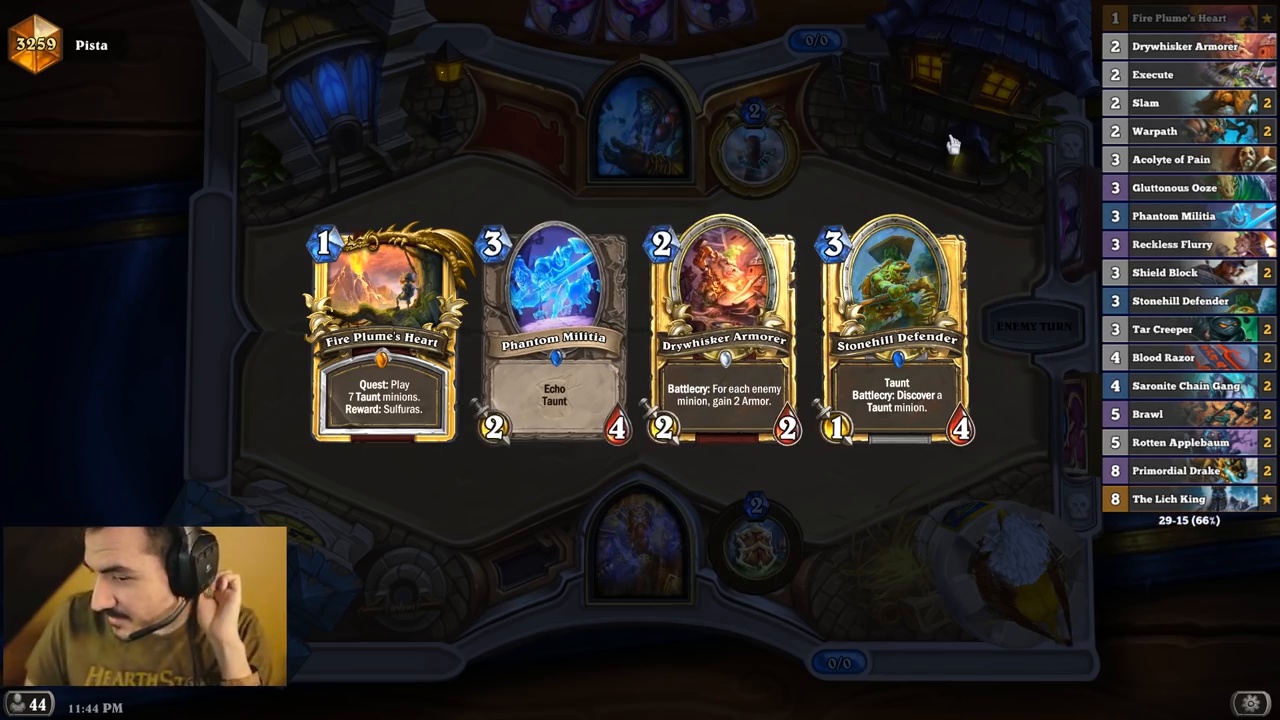 3259
Pista
0/0
2
ENEMY TURN
1
Fire Plume's Heart
Quest: Play
7 Taunt minions.
Reward: Sulfuras.
3
Phantom Militia
Echo
Taunt
2
4
2
Drywhisker Armorer
Battlecry: For each enemy
minion, gain 2 Armor.
2
2
3
Stonehill Defender
Taunt
Battlecry: Discover a
Taunt minion.
1
4
2
0/0
1 Fire Plume's Heart
2 Drywhisker Armorer
2 Execute
2 Slam 2
2 Warpath 2
3 Acolyte of Pain
3 Gluttonous Ooze
3 Phantom Militia
3 Reckless Flurry
3 Shield Block 2
3 Stonehill Defender
3 Tar Creeper 2
4 Blood Razor 2
4 Saronite Chain Gang 2
5 Brawl 2
5 Rotten Applebaum 2
8 Primordial Drake 2
8 The Lich King
29-15 (66%)
44
11:44 PM